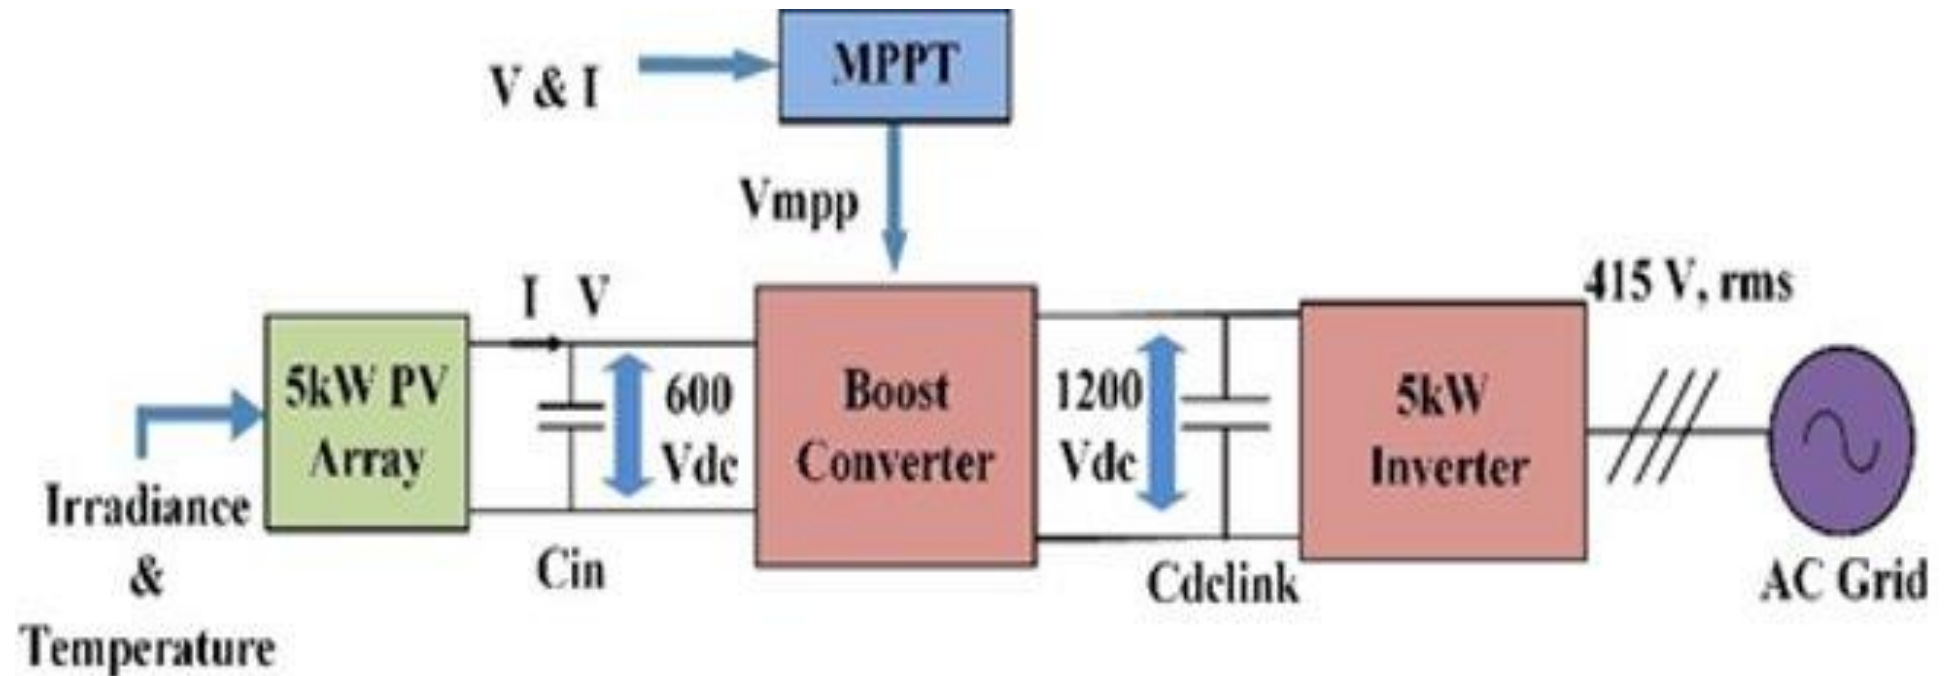 MPPT
V & I
Vmpp
I V
415 V, rms
5kW PV
Array
600
Vdc
Boost
Converter
1200
Vdc
5kW
Inverter
Irradiance
&
Temperature
Cin
Cdclink
AC Grid